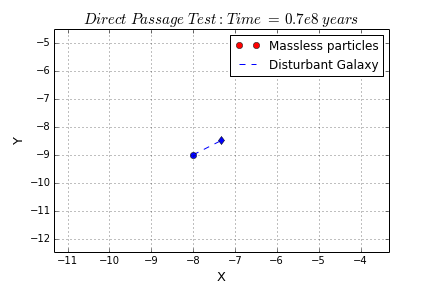 Direct Passage Test : Time = 0.7e8 years
Massless particles
Disturbant Galaxy
Y
−5
−6
−7
−8
−9
−10
−11
−12
−11 −10 −9 −8 −7 −6 −5 −4
X